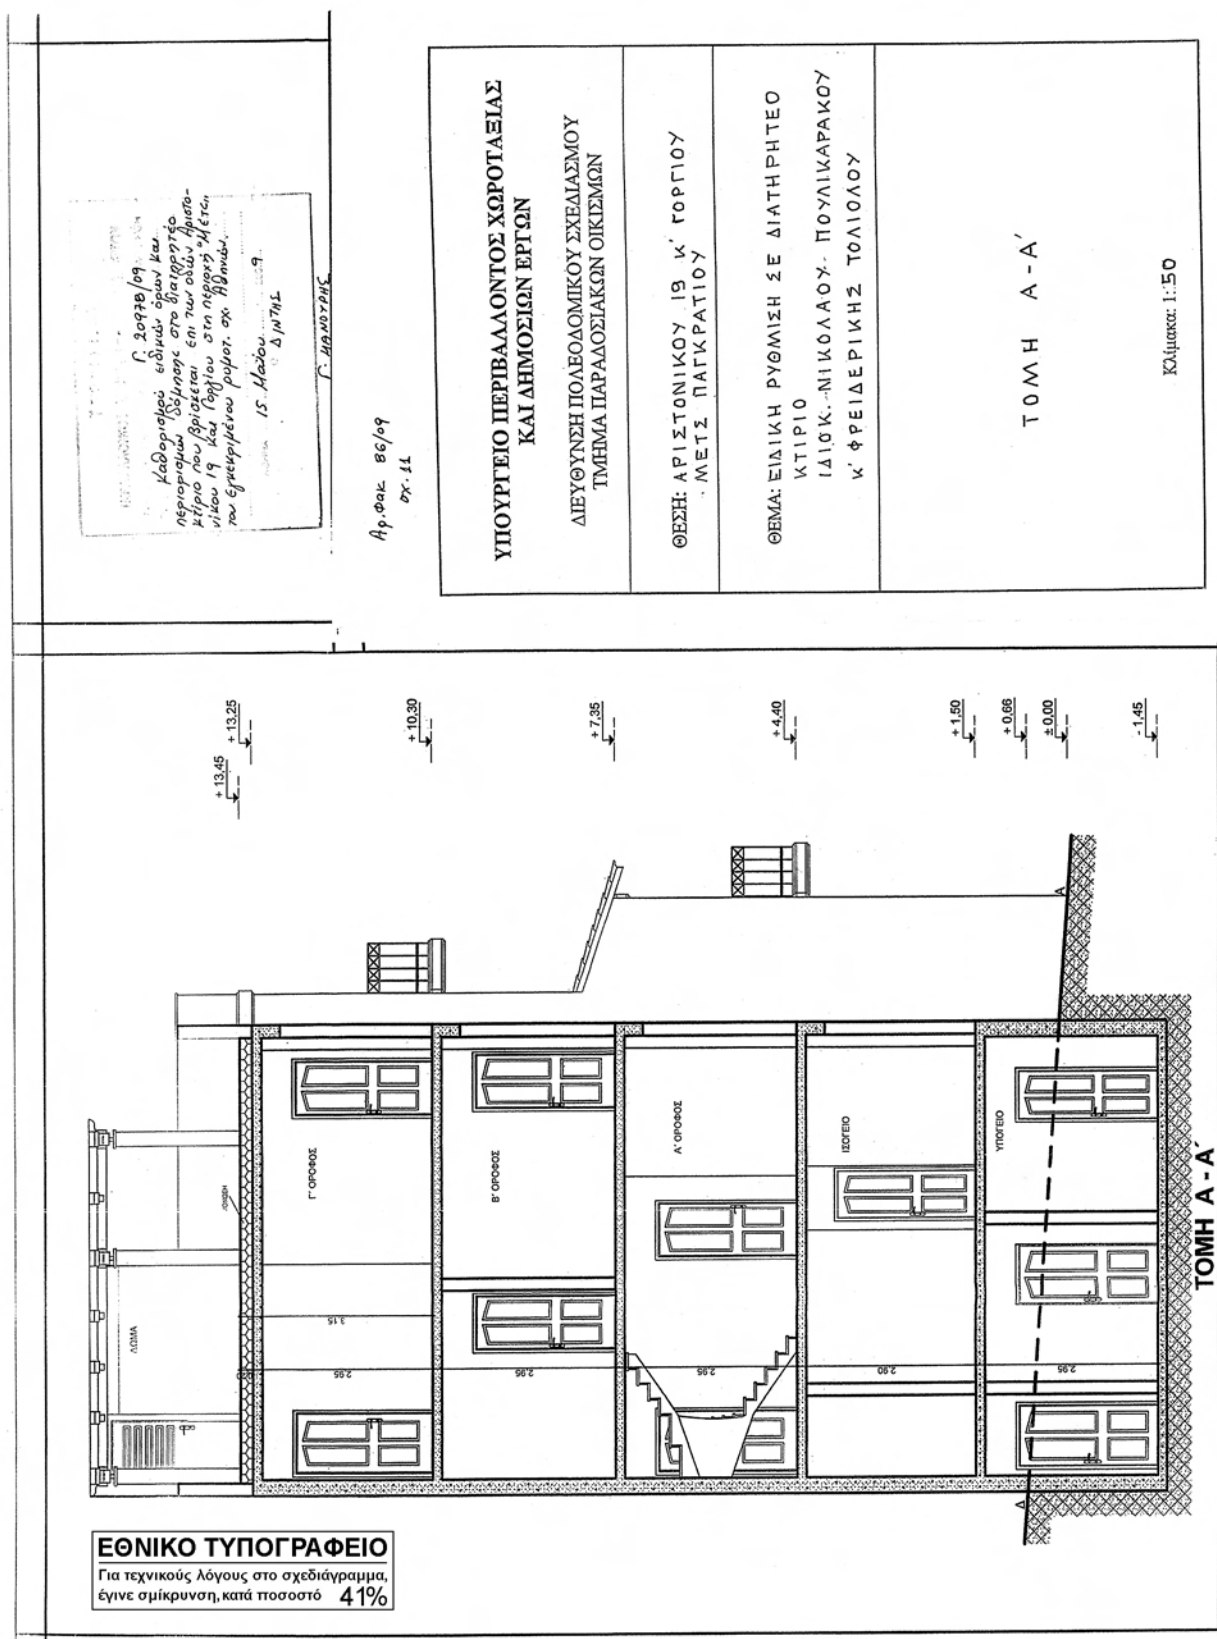 Γ. 20978/09
Καθορισμού ειδικών όρων και
περιορισμών δόμησης στο διατηρητέο
κτίριο που βρίσκεται επι των οδών Αριστο-
νίκου 19 και Γοργίου στη περιοχή "Μέτς"
του εγκεκριμένου ρυμοτ. σχ. Αθηνών.
15 Μαΐου 9
Δ/ΝΤΗΣ
Γ. ΜΑΝΟΥΡΗΣ
Αρ.Φακ 86/09
σχ. 11
ΥΠΟΥΡΓΕΙΟ ΠΕΡΙΒΑΛΛΟΝΤΟΣ ΧΩΡΟΤΑΞΙΑΣ
ΚΑΙ ΔΗΜΟΣΙΩΝ ΕΡΓΩΝ
ΔΙΕΥΘΥΝΣΗ ΠΟΛΕΟΔΟΜΙΚΟΥ ΣΧΕΔΙΑΣΜΟΥ
ΤΜΗΜΑ ΠΑΡΑΔΟΣΙΑΚΩΝ ΟΙΚΙΣΜΩΝ
ΘΕΣΗ: ΑΡΙΣΤΟΝΙΚΟΥ 19 κ' ΓΟΡΓΙΟΥ
- ΜΕΤΣ ΠΑΓΚΡΑΤΙΟΥ
ΘΕΜΑ: ΕΙΔΙΚΗ ΡΥΘΜΙΣΗ ΣΕ ΔΙΑΤΗΡΗΤΕΟ
ΚΤΙΡΙΟ
ΙΔΙΟΚ.-ΝΙΚΟΛΑΟΥ- ΠΟΥΛΙΚΑΡΑΚΟΥ
κ' ΦΡΕΙΔΕΡΙΚΗΣ ΤΟΛΙΟΛΟΥ
ΤΟΜΗ Α-Α'
Κλίμακα: 1:50
+ 13,45
+ 13,25
+ 10,30
+ 7,35
+ 4,40
+ 1,50
+ 0,66
± 0,00
- 1,45
ΔΩΜΑ
ΜΟΝΩΣΗ
Γ' ΟΡΟΦΟΣ
3.15
2.95
Β' ΟΡΟΦΟΣ
2.95
Α' ΟΡΟΦΟΣ
2.95
ΙΣΟΓΕΙΟ
2.90
ΥΠΟΓΕΙΟ
2.95
Δ
Δ
ΤΟΜΗ Α - Α'
ΕΘΝΙΚΟ ΤΥΠΟΓΡΑΦΕΙΟ
Για τεχνικούς λόγους στο σχεδιάγραμμα,
έγινε σμίκρυνση, κατά ποσοστό 41%